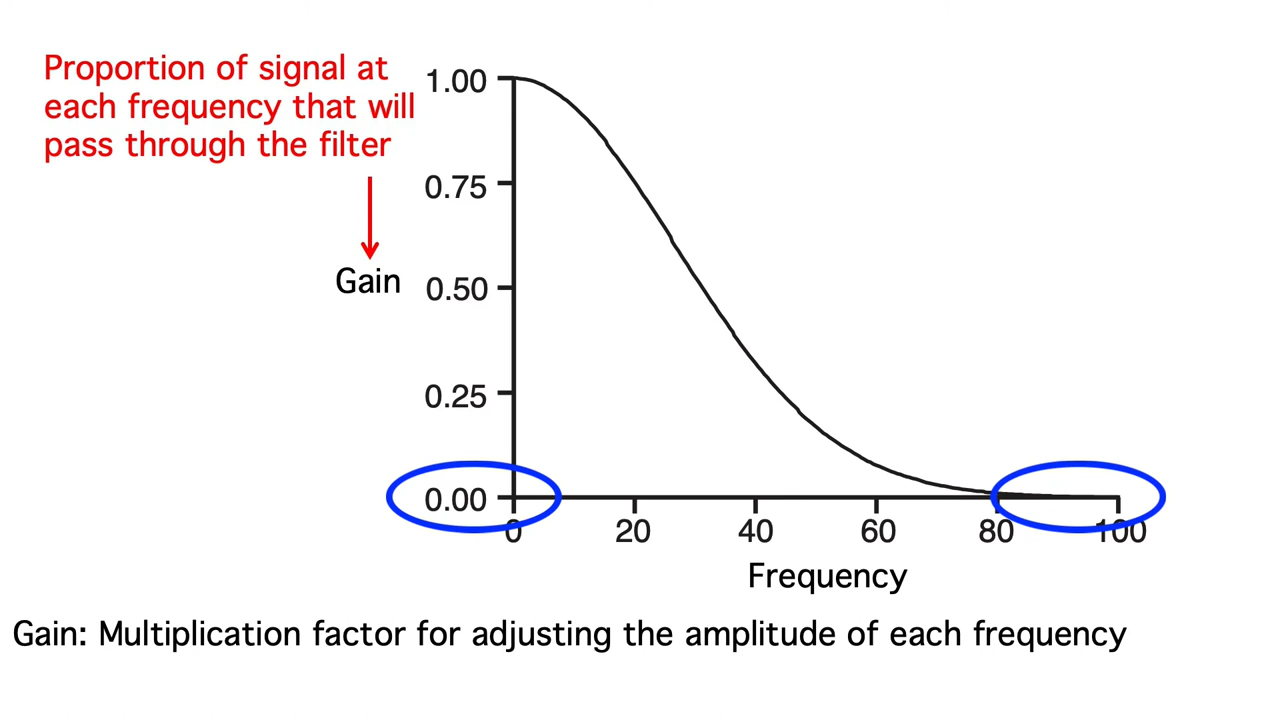 Proportion of signal at
each frequency that will
pass through the filter
1.00
0.75
Gain 0.50
0.25
0.00
0 20 40 60 80 100
Frequency
Gain: Multiplication factor for adjusting the amplitude of each frequency